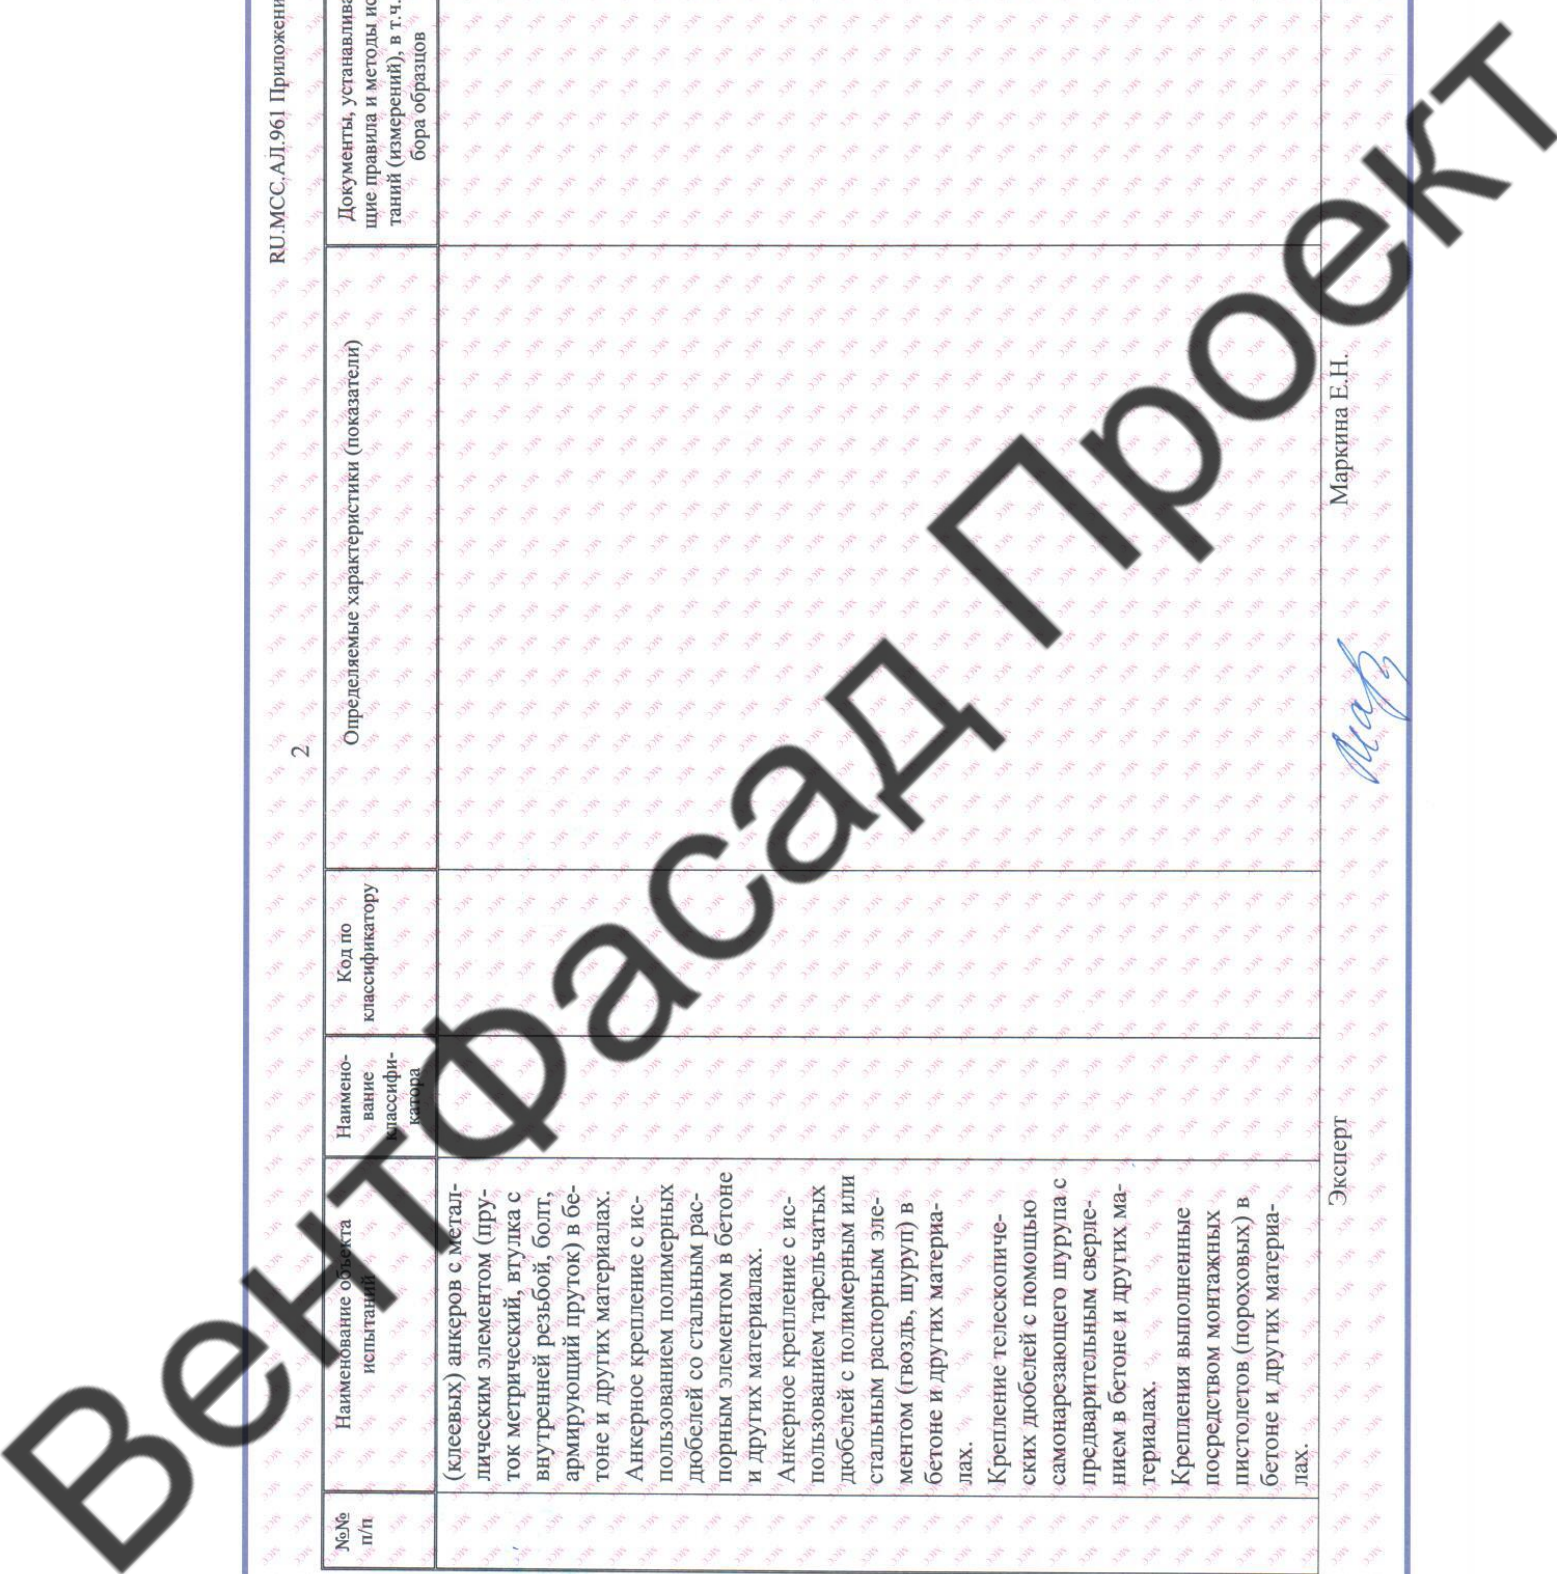 RU.МСС.АЛ.961 Приложени
2
№№
п/п
Наименование объекта
испытаний
Наимено-
вание
классифи-
катора
Код по
классификатору
Определяемые характеристики (показатели)
Документы, устанавлива
щие правила и методы ис
таний (измерений), в т.ч.
бора образцов
(клеевых) анкеров с метал-
лическим элементом (пру-
ток метрический, втулка с
внутренней резьбой, болт,
армирующий пруток) в бе-
тоне и других материалах.
Анкерное крепление с ис-
пользованием полимерных
дюбелей со стальным рас-
порным элементом в бетоне
и других материалах.
Анкерное крепление с ис-
пользованием тарельчатых
дюбелей с полимерным или
стальным распорным эле-
ментом (гвоздь, шуруп) в
бетоне и других материа-
лах.
Крепление телескопиче-
ских дюбелей с помощью
самонарезающего шурупа с
предварительным сверле-
нием в бетоне и других ма-
териалах.
Крепления выполненные
посредством монтажных
пистолетов (пороховых) в
бетоне и других материа-
лах.
Эксперт
Маркина Е.Н.
ВентФасад Проект